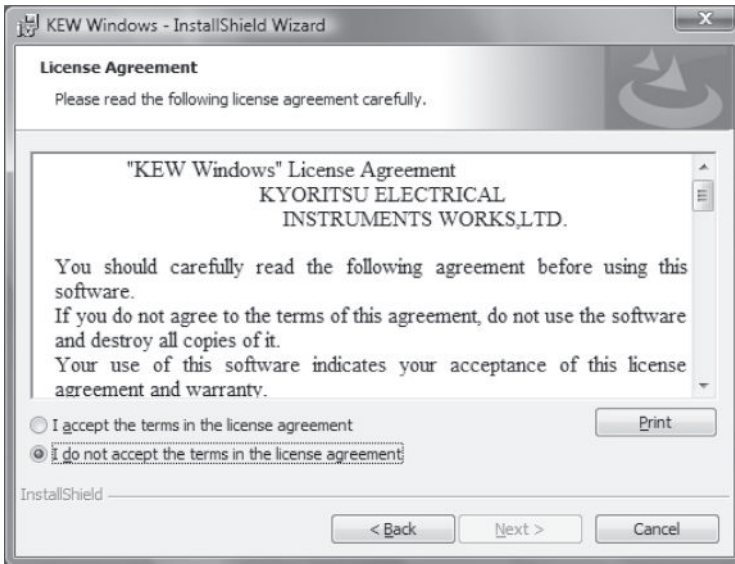 KEW Windows - InstallShield Wizard
License Agreement
Please read the following license agreement carefully.
"KEW Windows" License Agreement
KYORITSU ELECTRICAL
INSTRUMENTS WORKS,LTD.
You should carefully read the following agreement before using this
software.
If you do not agree to the terms of this agreement, do not use the software
and destroy all copies of it.
Your use of this software indicates your acceptance of this license
agreement and warranty.
I accept the terms in the license agreement
Print
I do not accept the terms in the license agreement
InstallShield
< Back
Next >
Cancel